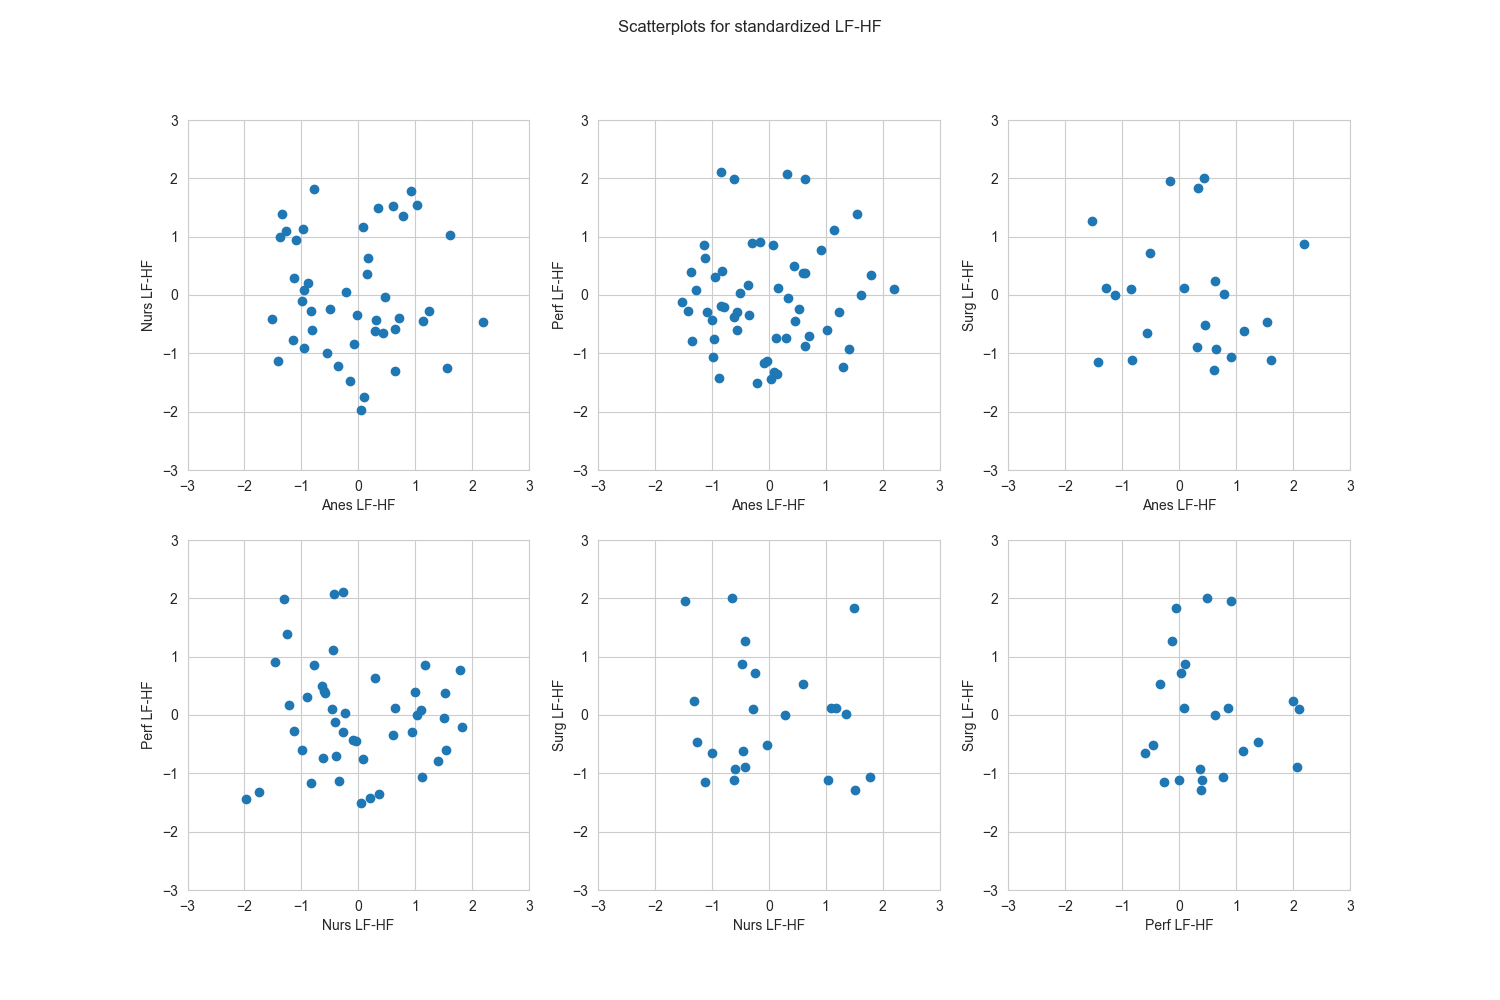 Scatterplots for standardized LF-HF
3
2
1
0
−1
−2
−3
Nurs LF-HF
−3 −2 −1 0 1 2 3
Anes LF-HF
3
2
1
0
−1
−2
−3
Perf LF-HF
−3 −2 −1 0 1 2 3
Anes LF-HF
3
2
1
0
−1
−2
−3
Surg LF-HF
−3 −2 −1 0 1 2 3
Anes LF-HF
3
2
1
0
−1
−2
−3
Perf LF-HF
−3 −2 −1 0 1 2 3
Nurs LF-HF
3
2
1
0
−1
−2
−3
Surg LF-HF
−3 −2 −1 0 1 2 3
Nurs LF-HF
3
2
1
0
−1
−2
−3
Surg LF-HF
−3 −2 −1 0 1 2 3
Perf LF-HF